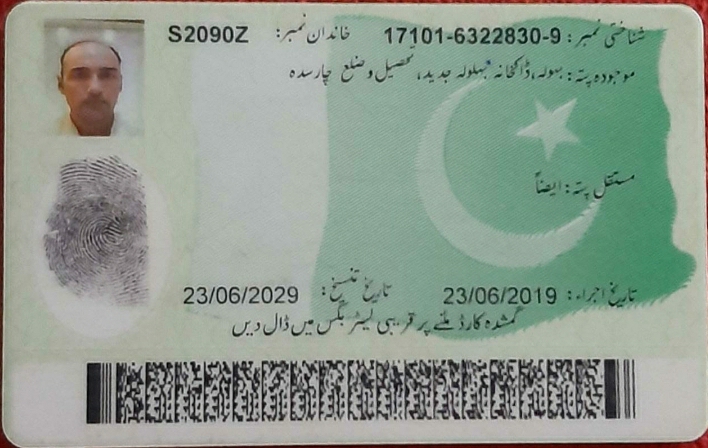 شناختی نمبر: 17101-6322830-9 خاندان نمبر: S2090Z
موجودہ پتہ: بہولہ، ڈاکخانہ بہلولہ جدید، تحصیل و ضلع چارسدہ
مستقل پتہ: ایضاً
تاریخ اجراء: 23/06/2019 تاریخ تنسیخ: 23/06/2029
گمشدہ کارڈ ملنے پر قریبی لیٹر بکس میں ڈال دیں